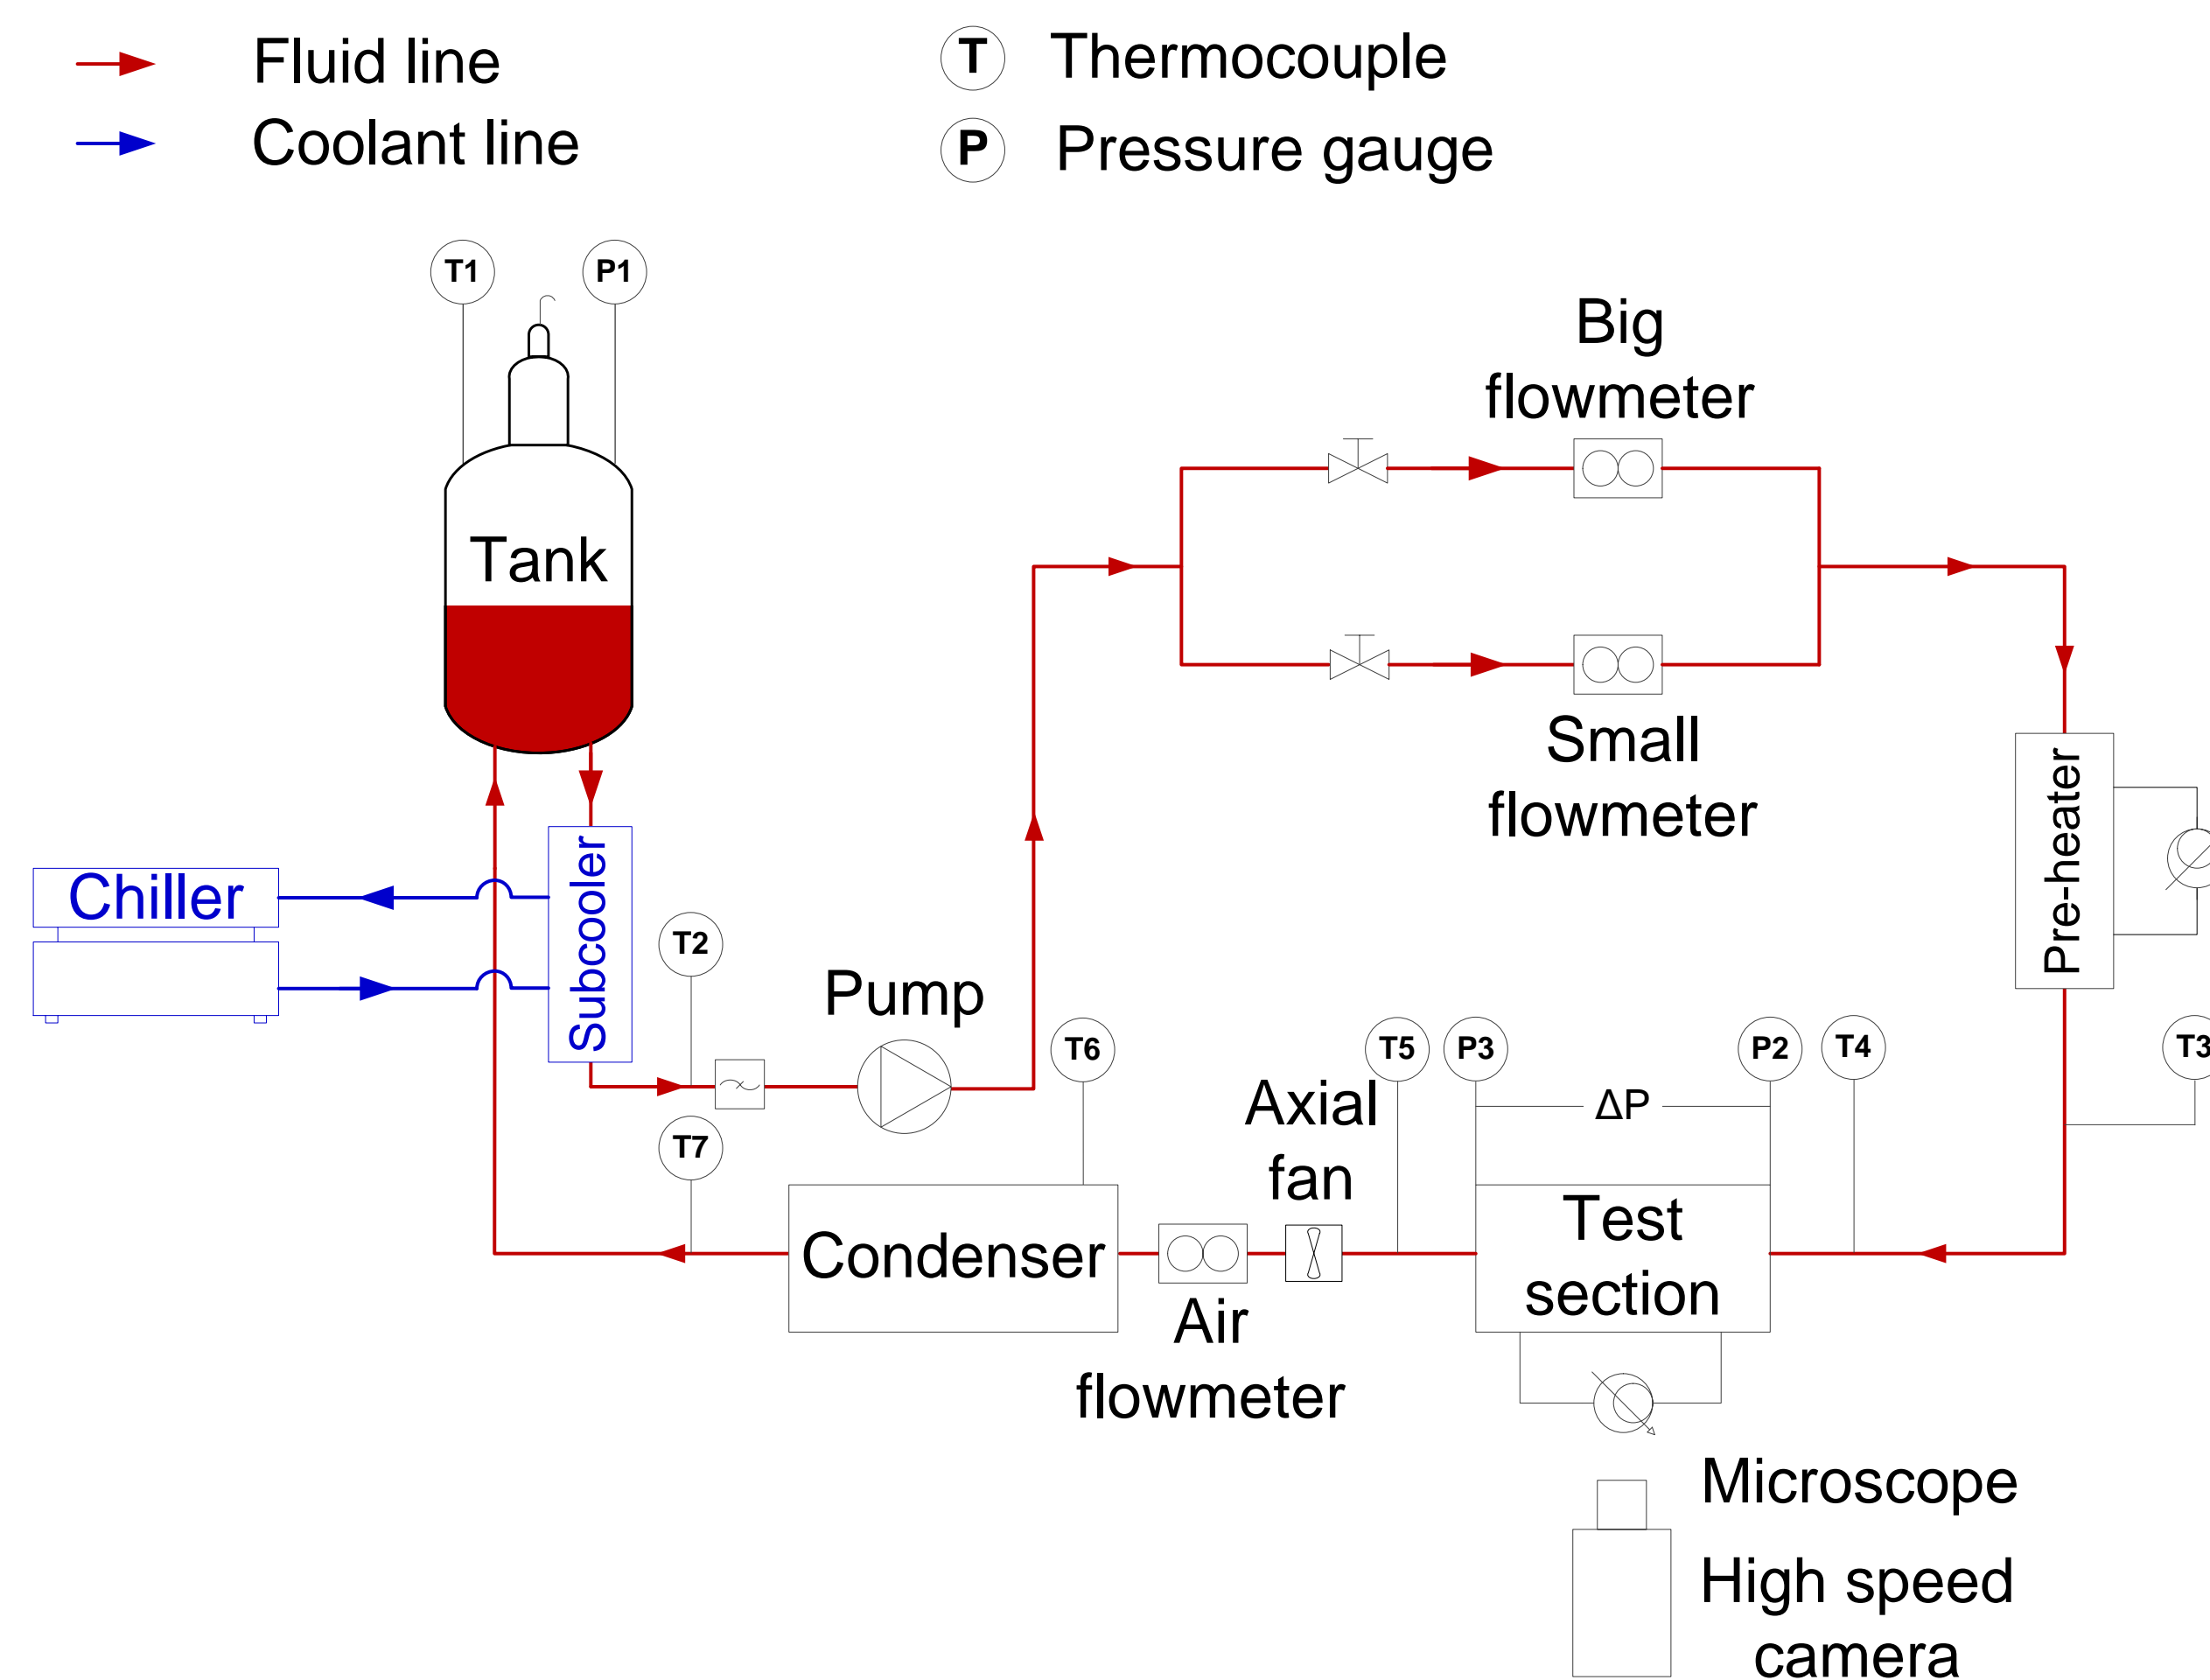 Fluid line
Coolant line
T Thermocouple
P Pressure gauge
T1
P1
Tank
Big
flowmeter
Small
flowmeter
Pre-heater
Chiller
Subcooler
T2
Pump
T6
T5
P3
P2
T4
T3
ΔP
T7
Axial
fan
Condenser
Test
section
Air
flowmeter
Microscope
High speed
camera